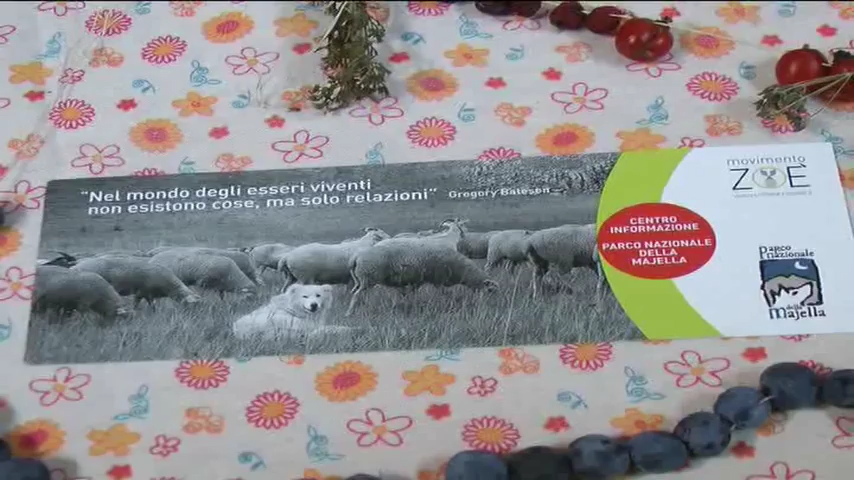 "Nel mondo degli esseri viventi
non esistono cose, ma solo relazioni" Gregory Bateson
movimento
ZOE
CENTRO
INFORMAZIONE
PARCO NAZIONALE
DELLA
MAJELLA
Parco
nazionale
della
Majella